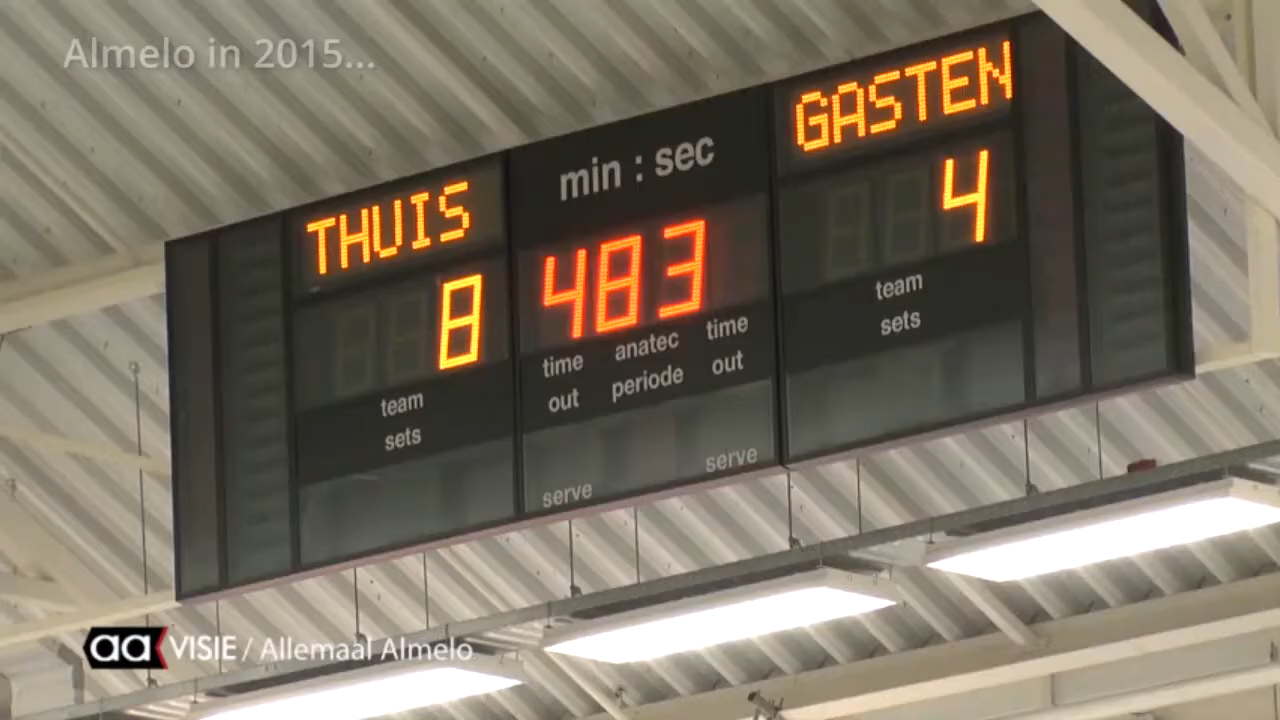 Almelo in 2015...
THUIS
min : sec
GASTEN
8
483
4
team
sets
time
out
anatec
periode
time
out
team
sets
serve
serve
aa VISIE / Allemaal Almelo